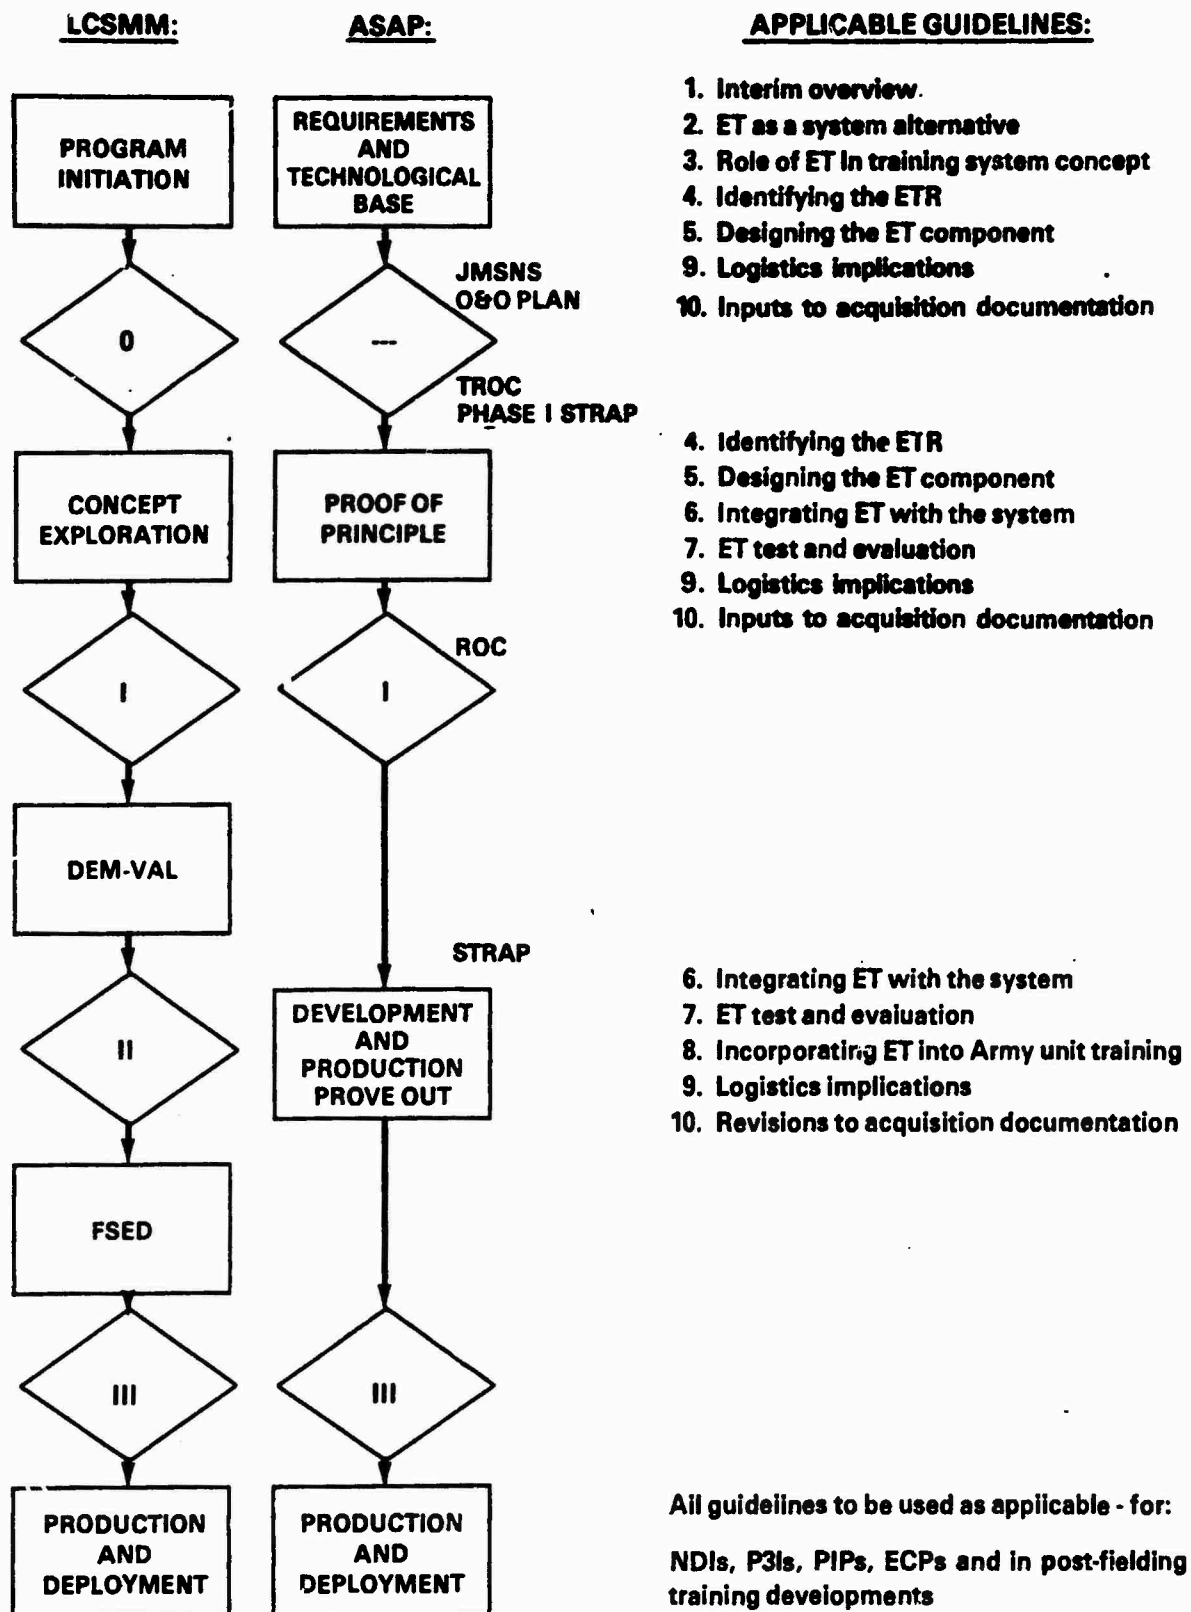 LCSMM:
ASAP:
APPLICABLE GUIDELINES:
PROGRAM
INITIATION
REQUIREMENTS
AND
TECHNOLOGICAL
BASE
1. Interim overview.
2. ET as a system alternative
3. Role of ET in training system concept
4. Identifying the ETR
5. Designing the ET component
9. Logistics implications
10. Inputs to acquisition documentation
0
---
JMSNS
O&O PLAN
TROC
PHASE I STRAP
CONCEPT
EXPLORATION
PROOF OF
PRINCIPLE
4. Identifying the ETR
5. Designing the ET component
6. Integrating ET with the system
7. ET test and evaluation
9. Logistics implications
10. Inputs to acquisition documentation
I
I
ROC
DEM-VAL
STRAP
II
DEVELOPMENT
AND
PRODUCTION
PROVE OUT
6. Integrating ET with the system
7. ET test and evaluation
8. Incorporating ET into Army unit training
9. Logistics implications
10. Revisions to acquisition documentation
FSED
III
III
PRODUCTION
AND
DEPLOYMENT
PRODUCTION
AND
DEPLOYMENT
All guidelines to be used as applicable - for:
NDIs, P3Is, PIPs, ECPs and in post-fielding
training developments